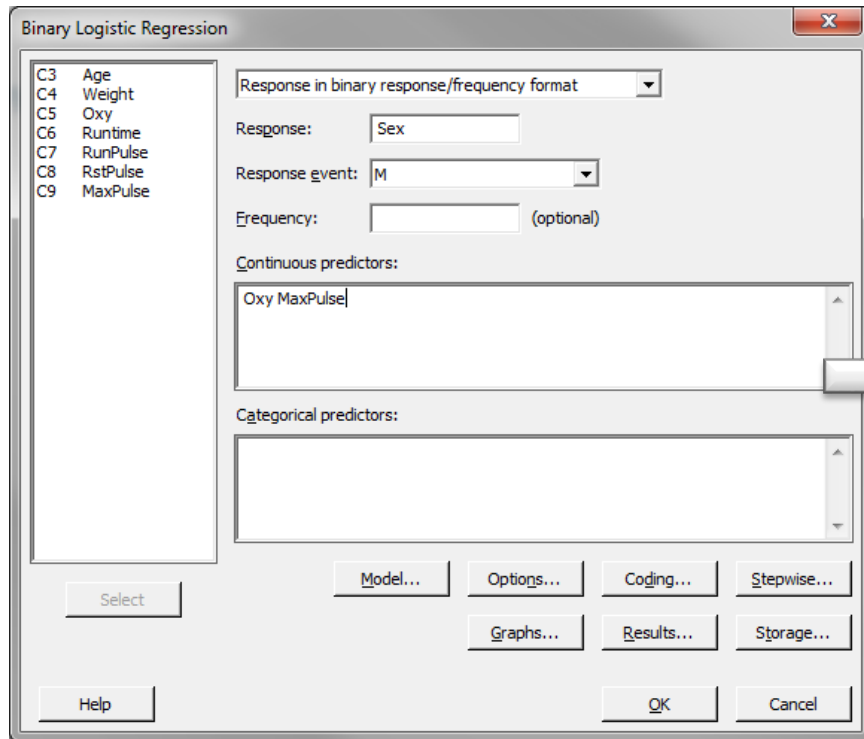 Binary Logistic Regression
C3 Age
C4 Weight
C5 Oxy
C6 Runtime
C7 RunPulse
C8 RstPulse
C9 MaxPulse
Response in binary response/frequency format
Response: Sex
Response event: M
Frequency: (optional)
Continuous predictors:
Oxy MaxPulse
Categorical predictors:
Model... Options... Coding... Stepwise...
Select
Graphs... Results... Storage...
Help OK Cancel